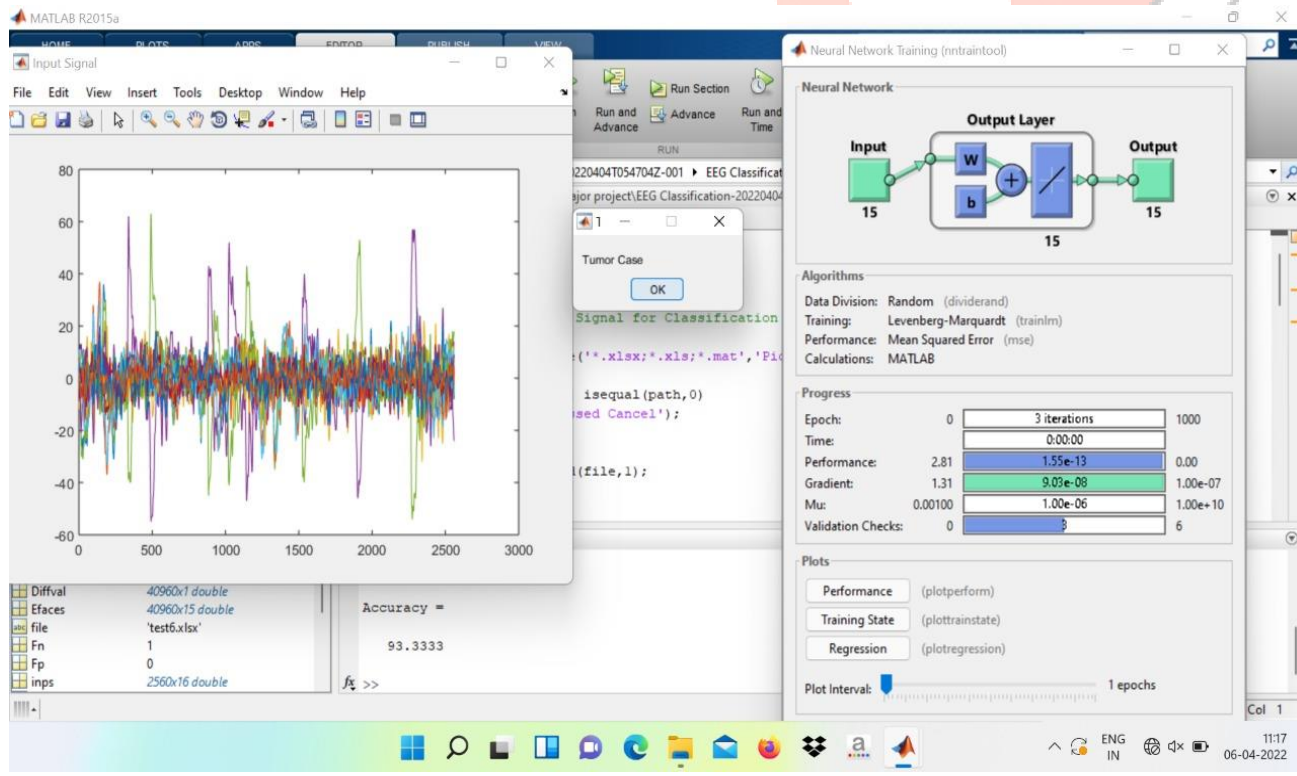 MATLAB R2015a
HOME PLOTS APPS EDITOR PUBLISH VIEW
Input Signal
File Edit View Insert Tools Desktop Window Help
80
60
40
20
0
-20
-40
-60
0 500 1000 1500 2000 2500 3000
Run and Advance
Run Section
Advance
Run and Time
RUN
220404T054704Z-001 EEG Classificat
ajor project\EEG Classification-20220404
1
Tumor Case
OK
Signal for Classification
('*.xlsx;*.xls;*.mat','Pic
isequal(path,0)
sed Cancel');
(file,1);
Diffval 40960x1 double
Efaces 40960x15 double
abc file 'test6.xlsx'
Fn 1
Fp 0
inps 2560x16 double
Accuracy =
93.3333
fx >>
Neural Network Training (nntraintool)
Neural Network
Output Layer
Input
W
b
+
Output
15
15
15
Algorithms
Data Division: Random (dividerand)
Training: Levenberg-Marquardt (trainlm)
Performance: Mean Squared Error (mse)
Calculations: MATLAB
Progress
Epoch: 0 3 iterations 1000
Time: 0:00:00
Performance: 2.81 1.55e-13 0.00
Gradient: 1.31 9.03e-08 1.00e-07
Mu: 0.00100 1.00e-06 1.00e+10
Validation Checks: 0 3 6
Plots
Performance (plotperform)
Training State (plottrainstate)
Regression (plotregression)
Plot Interval: 1 epochs
Col 1
a
ENG
IN
11:17
06-04-2022